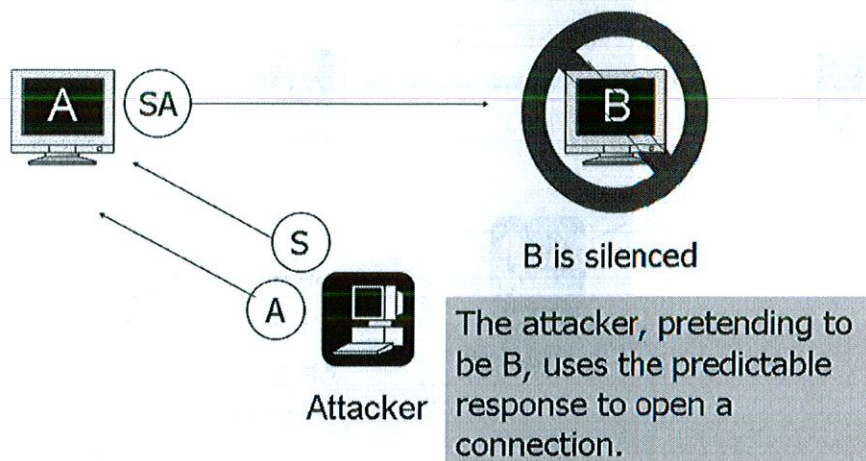 A
SA
B
S
B is silenced
A
The attacker, pretending to
be B, uses the predictable
Attacker
response to open a
connection.